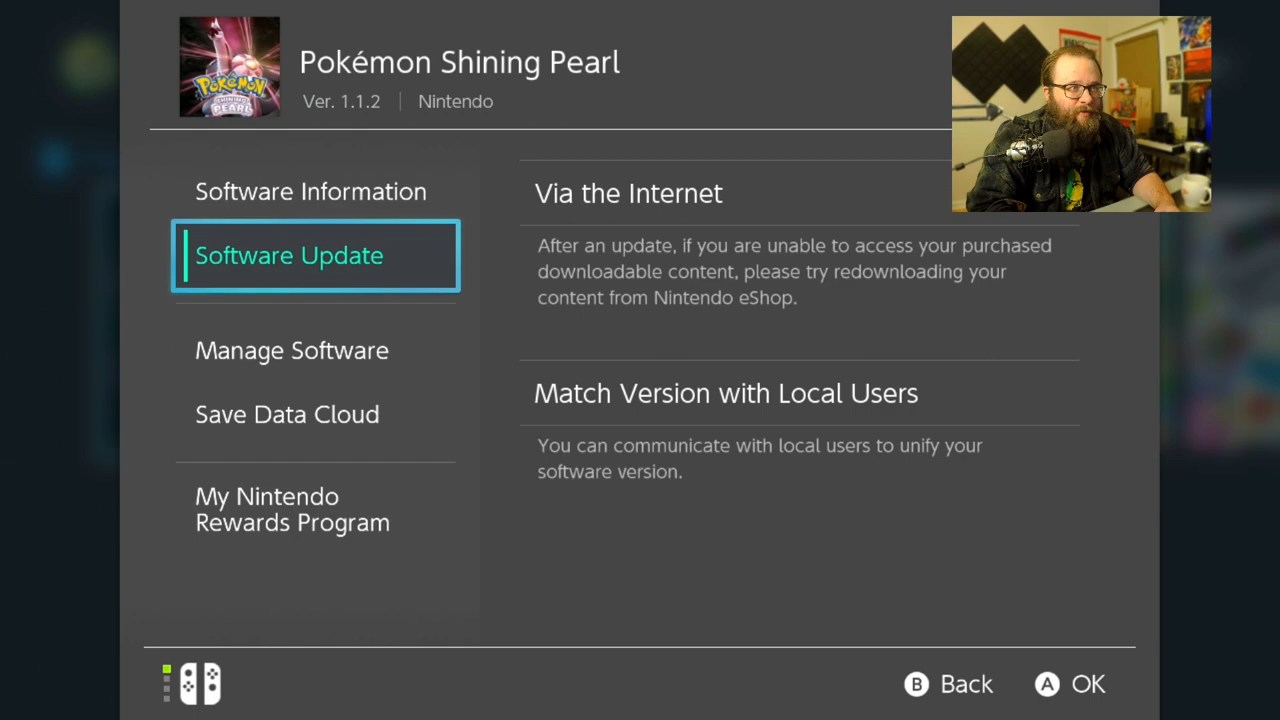 POKÉMON
SHINING
PEARL
Pokémon Shining Pearl
Ver. 1.1.2 | Nintendo
Software Information
Software Update
Manage Software
Save Data Cloud
My Nintendo
Rewards Program
Via the Internet
After an update, if you are unable to access your purchased
downloadable content, please try redownloading your
content from Nintendo eShop.
Match Version with Local Users
You can communicate with local users to unify your
software version.
B Back
A OK